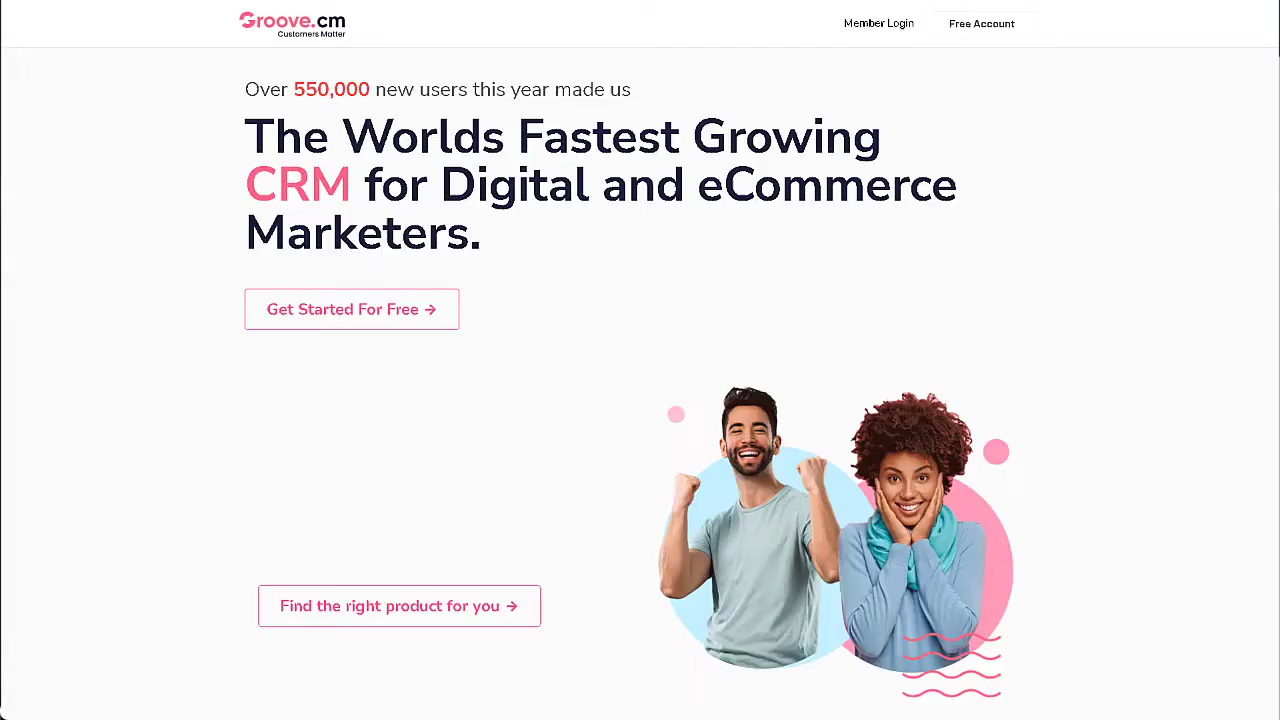 Groove.cm
Customers Matter
Member Login
Free Account
Over 550,000 new users this year made us
The Worlds Fastest Growing
CRM for Digital and eCommerce
Marketers.
Get Started For Free →
Find the right product for you →